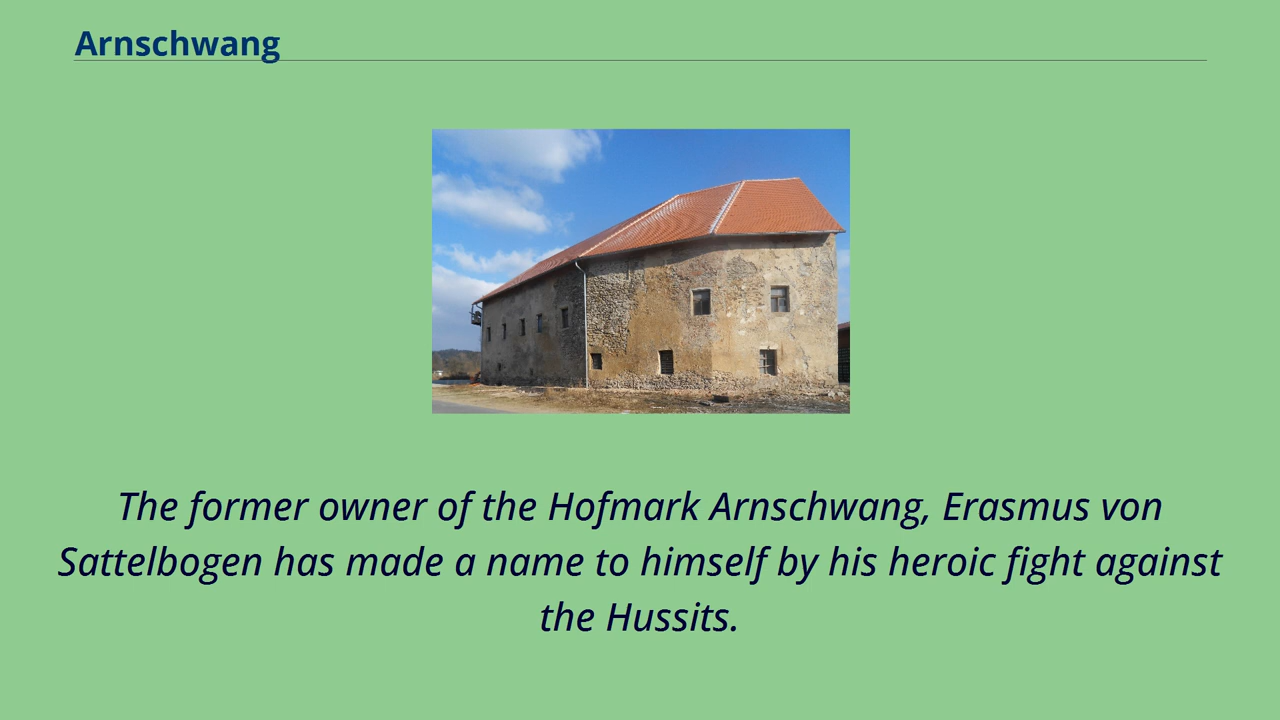 Arnschwang
The former owner of the Hofmark Arnschwang, Erasmus von
Sattelbogen has made a name to himself by his heroic fight against
the Hussits.